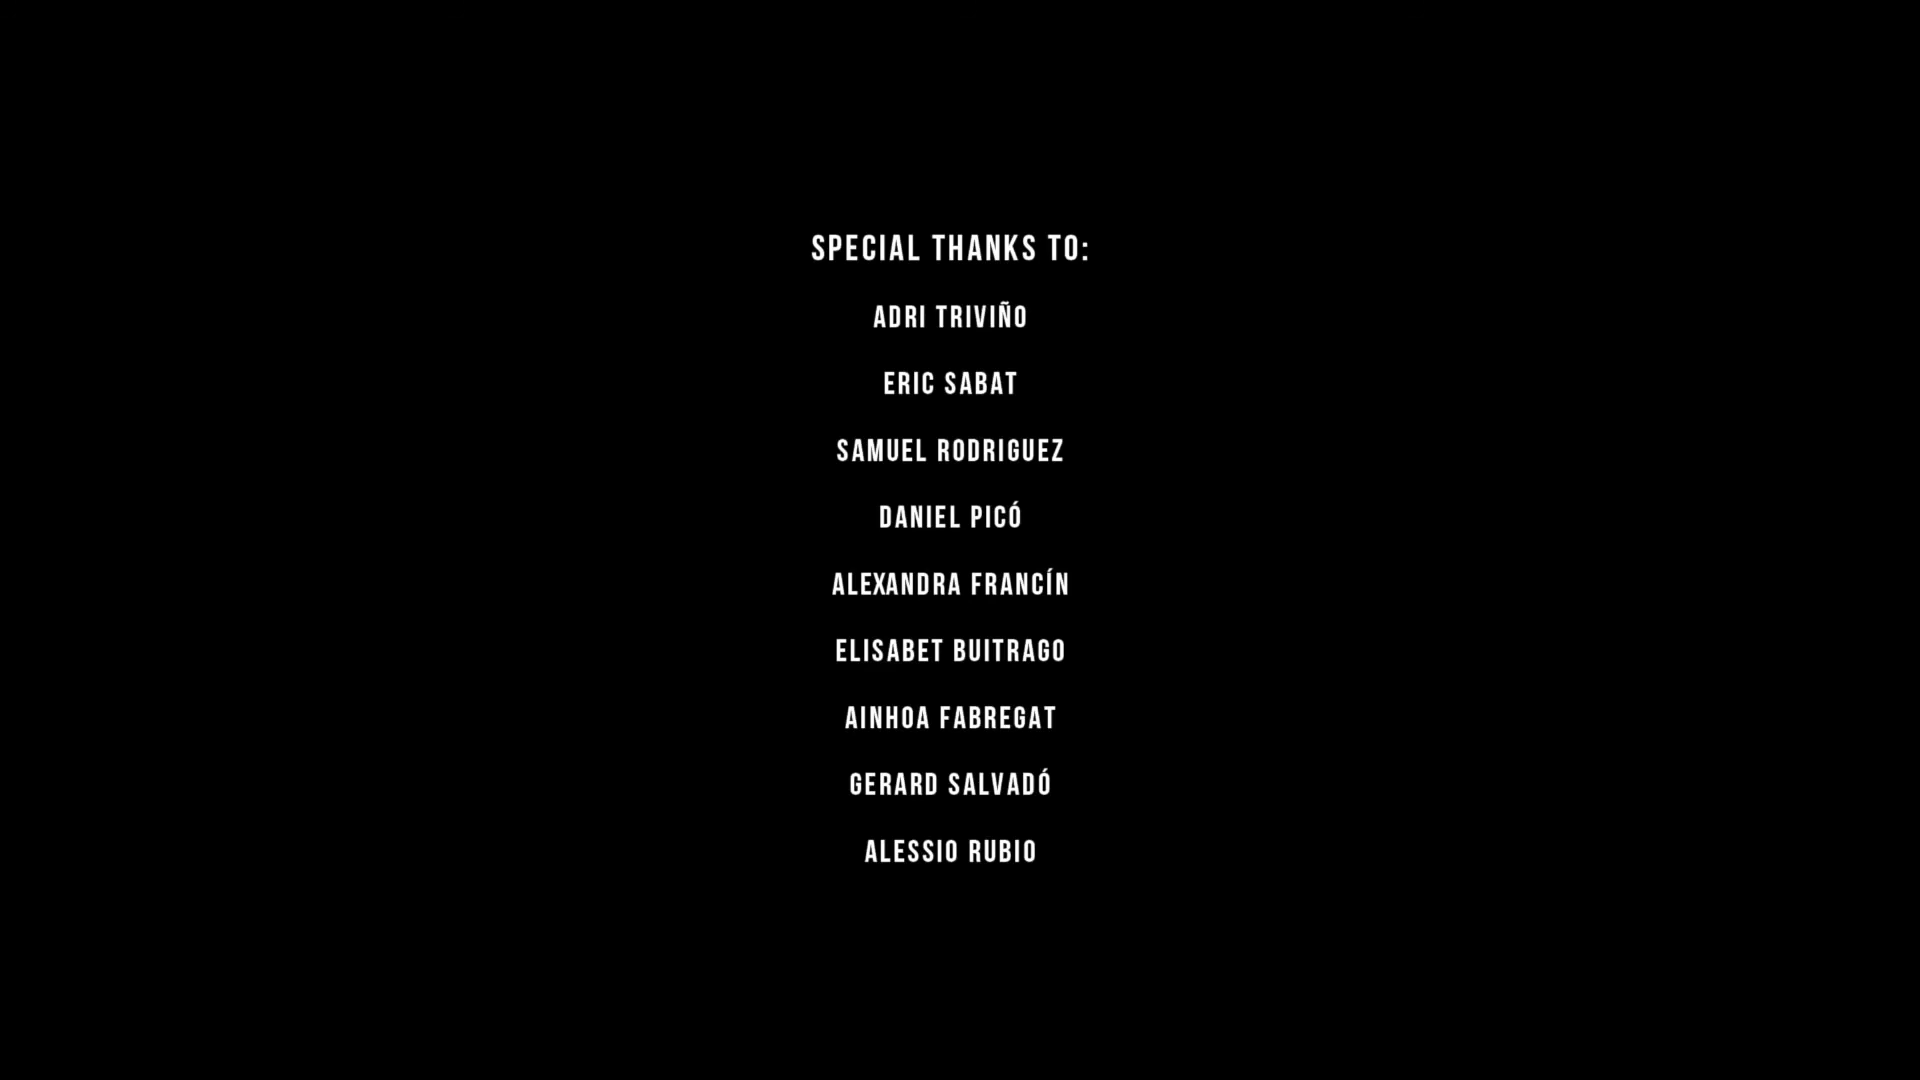 SPECIAL THANKS TO:
ADRI TRIVIÑO
ERIC SABAT
SAMUEL RODRIGUEZ
DANIEL PICÓ
ALEXANDRA FRANCÍN
ELISABET BUITRAGO
AINHOA FABREGAT
GERARD SALVADÓ
ALESSIO RUBIO